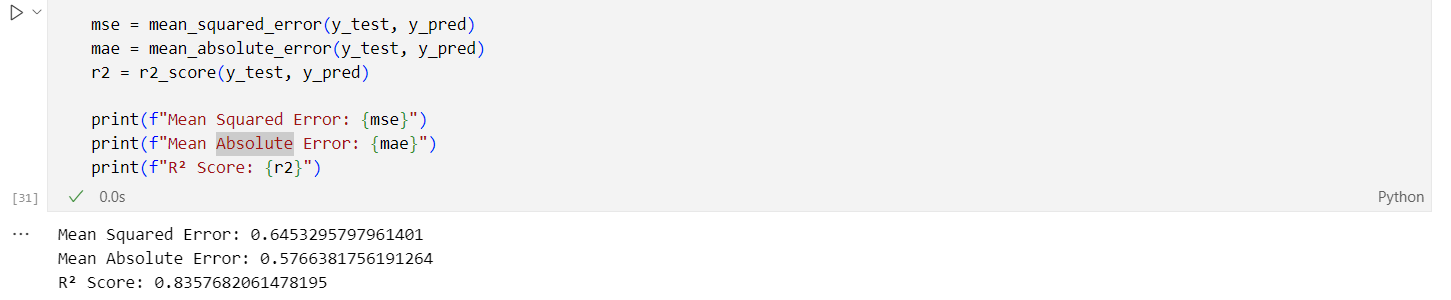 mse = mean_squared_error(y_test, y_pred)
mae = mean_absolute_error(y_test, y_pred)
r2 = r2_score(y_test, y_pred)
print(f"Mean Squared Error: {mse}")
print(f"Mean Absolute Error: {mae}")
print(f"R² Score: {r2}")
[31] ✓ 0.0s Python
... Mean Squared Error: 0.6453295797961401
Mean Absolute Error: 0.5766381756191264
R² Score: 0.8357682061478195